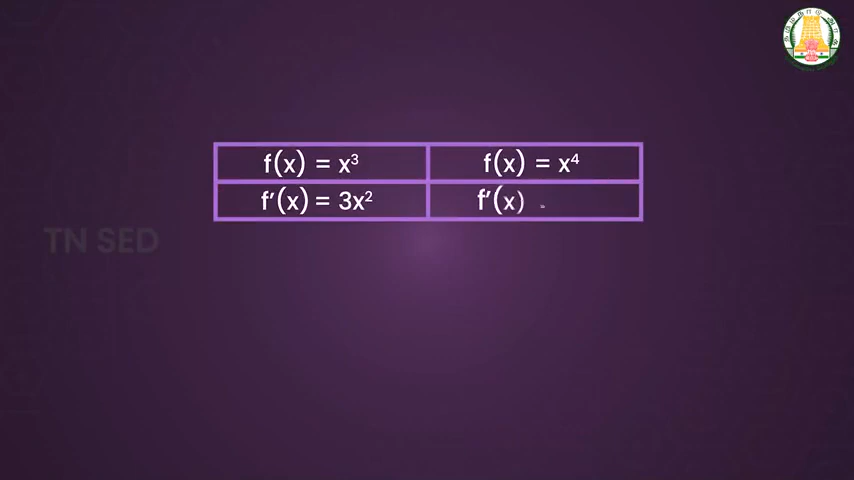 f(x) = x³ f(x) = x⁴
f'(x) = 3x² f'(x) =
TN SED